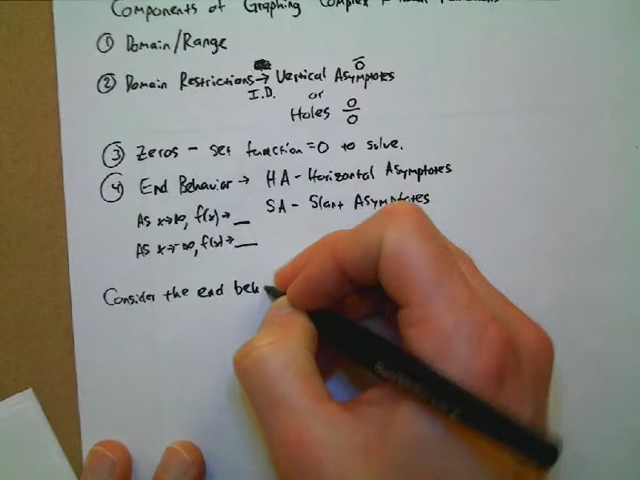 Components of Graphing Complex
① Domain/Range
② Domain Restrictions → Vertical Asymptotes
I.D. or
Holes 0/0
③ Zeros - set function = 0 to solve.
④ End Behavior → HA - Horizontal Asymptotes
As x→∞, f(x)→__ SA - Slant Asymptotes
As x→-∞, f(x)→__
Consider the end beh